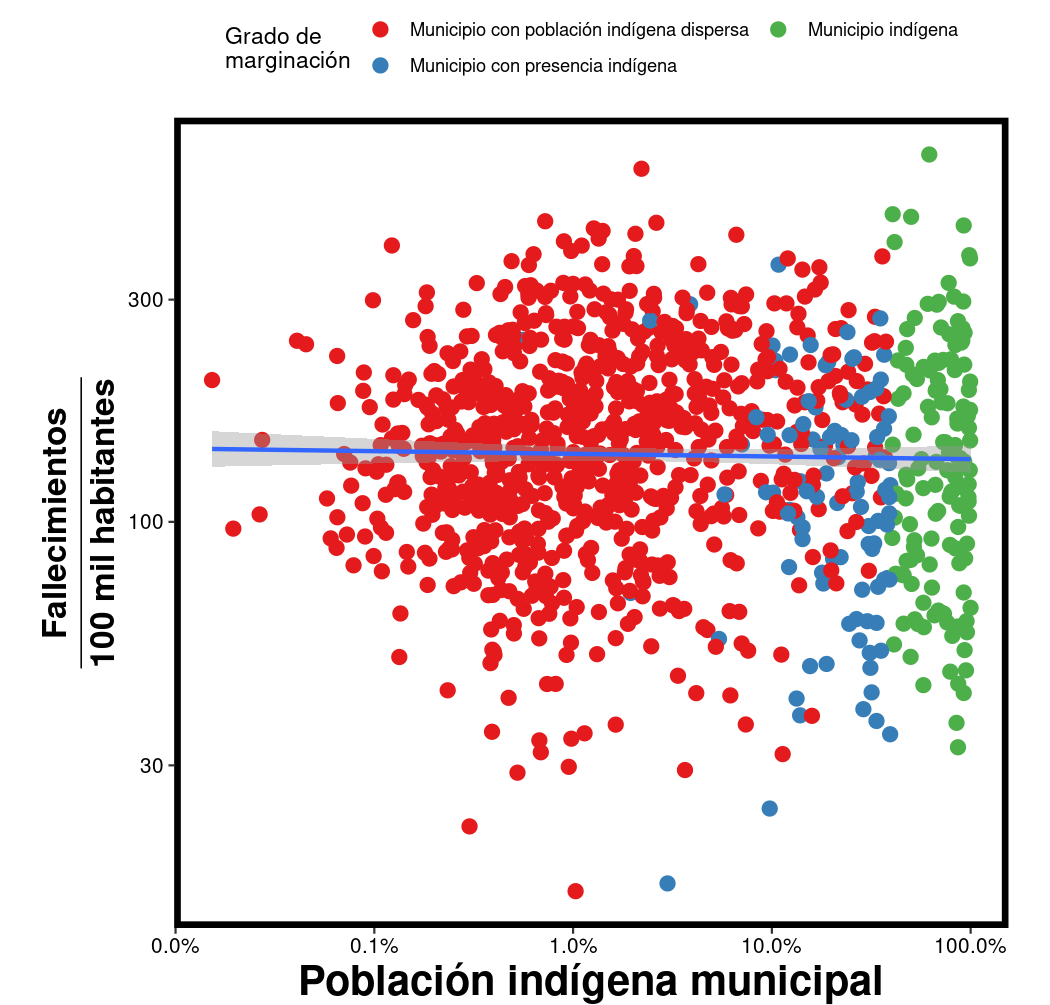 Grado de
marginación
Municipio con población indígena dispersa
Municipio indígena
Municipio con presencia indígena
Fallecimientos
100 mil habitantes
300
100
30
0.0%
0.1%
1.0%
10.0%
100.0%
Población indígena municipal